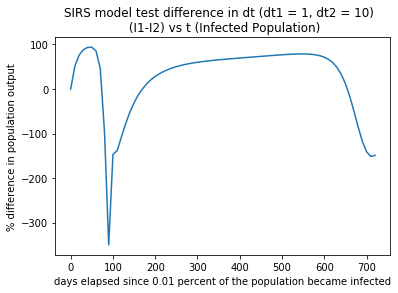 SIRS model test difference in dt (dt1 = 1, dt2 = 10)
(I1-I2) vs t (Infected Population)
100
0
−100
−200
−300
% difference in population output
0 100 200 300 400 500 600 700
days elapsed since 0.01 percent of the population became infected